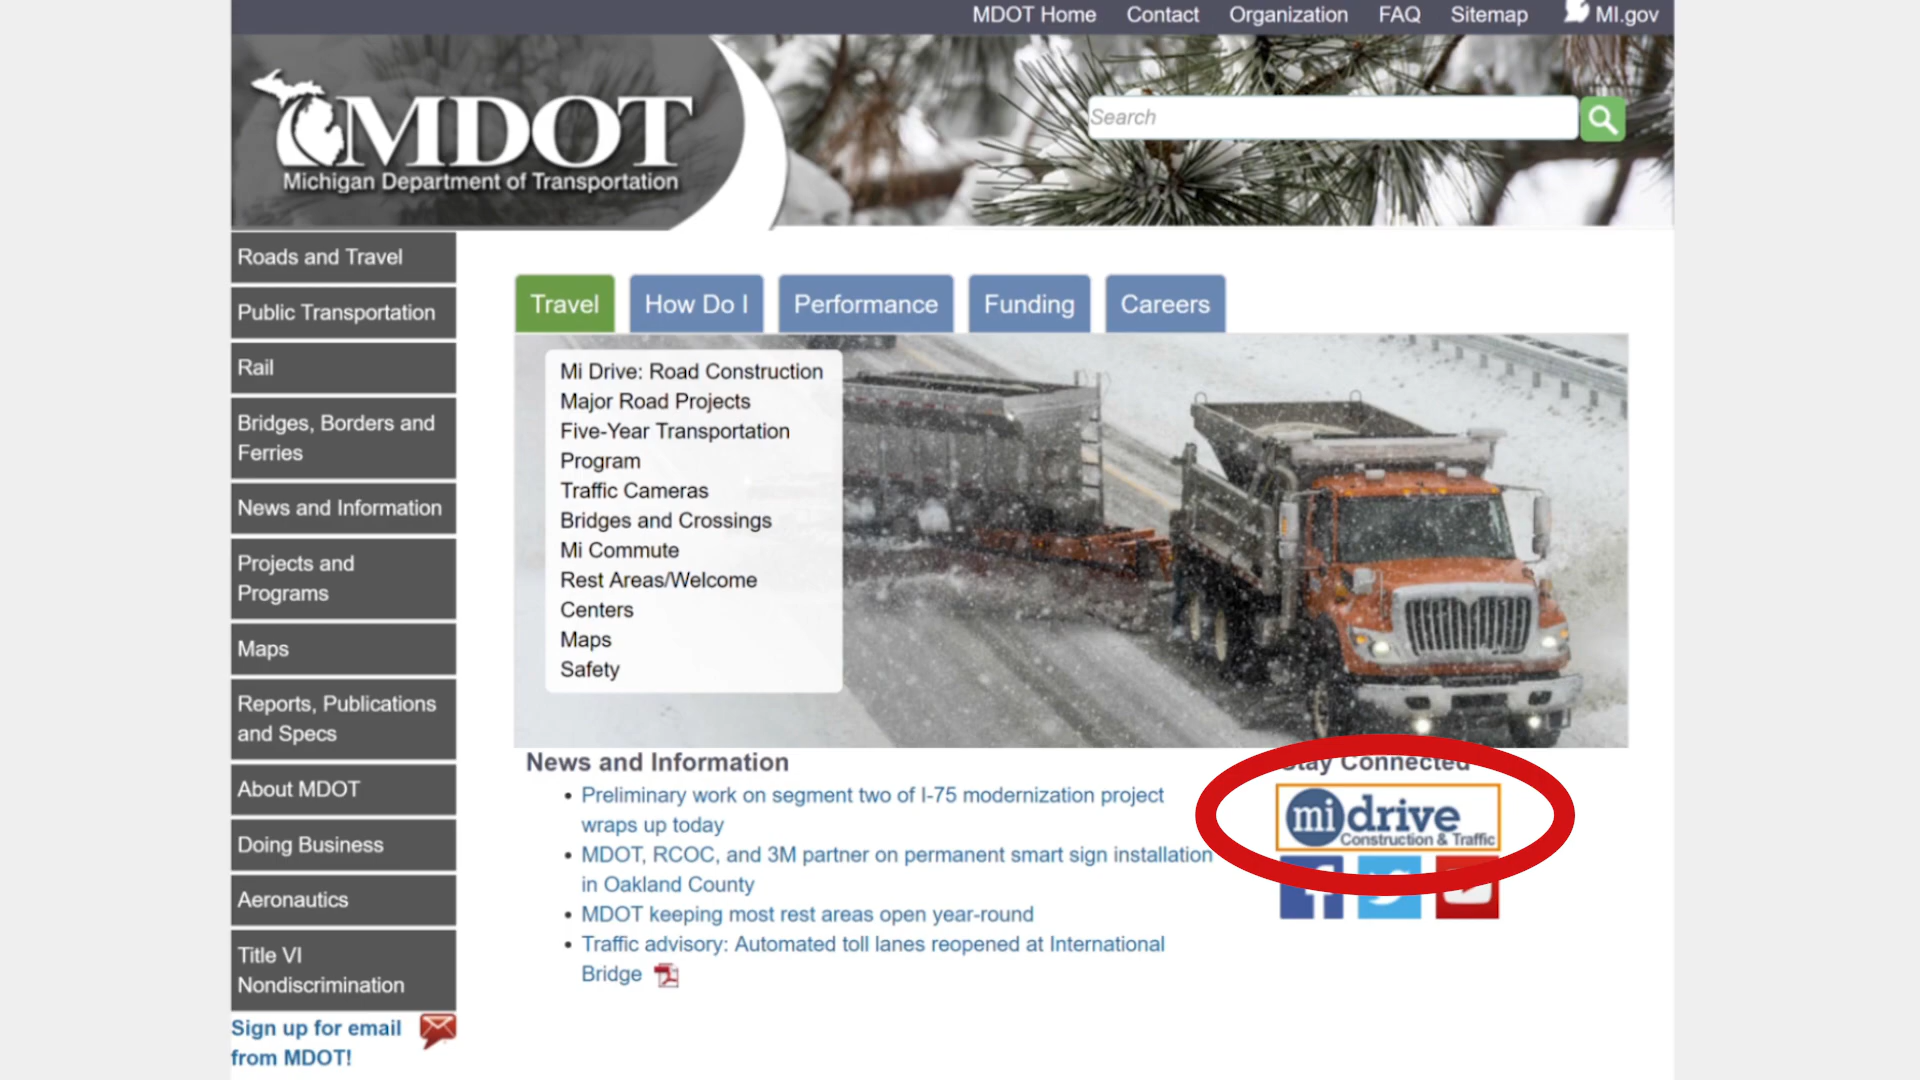 MDOT Home Contact Organization FAQ Sitemap MI.gov
MDOT
Michigan Department of Transportation
Search
Roads and Travel
Public Transportation
Rail
Bridges, Borders and
Ferries
News and Information
Projects and
Programs
Maps
Reports, Publications
and Specs
About MDOT
Doing Business
Aeronautics
Title VI
Nondiscrimination
Sign up for email
from MDOT!
Travel How Do I Performance Funding Careers
Mi Drive: Road Construction
Major Road Projects
Five-Year Transportation
Program
Traffic Cameras
Bridges and Crossings
Mi Commute
Rest Areas/Welcome
Centers
Maps
Safety
News and Information
• Preliminary work on segment two of I-75 modernization project
wraps up today
• MDOT, RCOC, and 3M partner on permanent smart sign installation
in Oakland County
• MDOT keeping most rest areas open year-round
• Traffic advisory: Automated toll lanes reopened at International
Bridge
Stay Connected
mi drive
Construction & Traffic